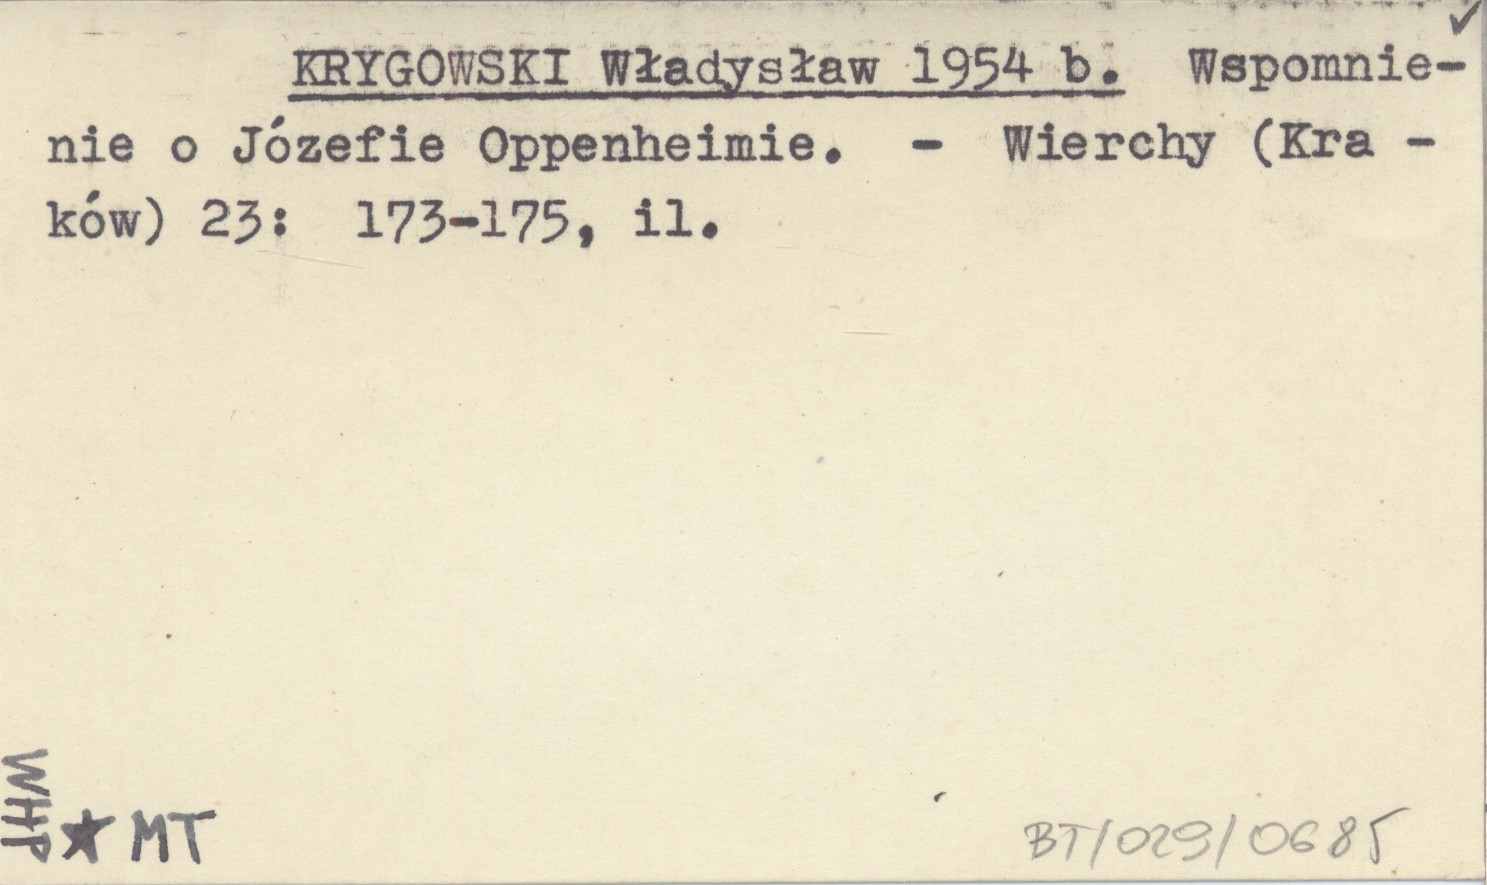 KRYGOWSKI Władysław 1954 b. Wspomnie-
nie o Józefie Oppenheimie. - Wierchy (Kra -
ków) 23: 173-175, il.
WHP
★ MT
BT/029/0685